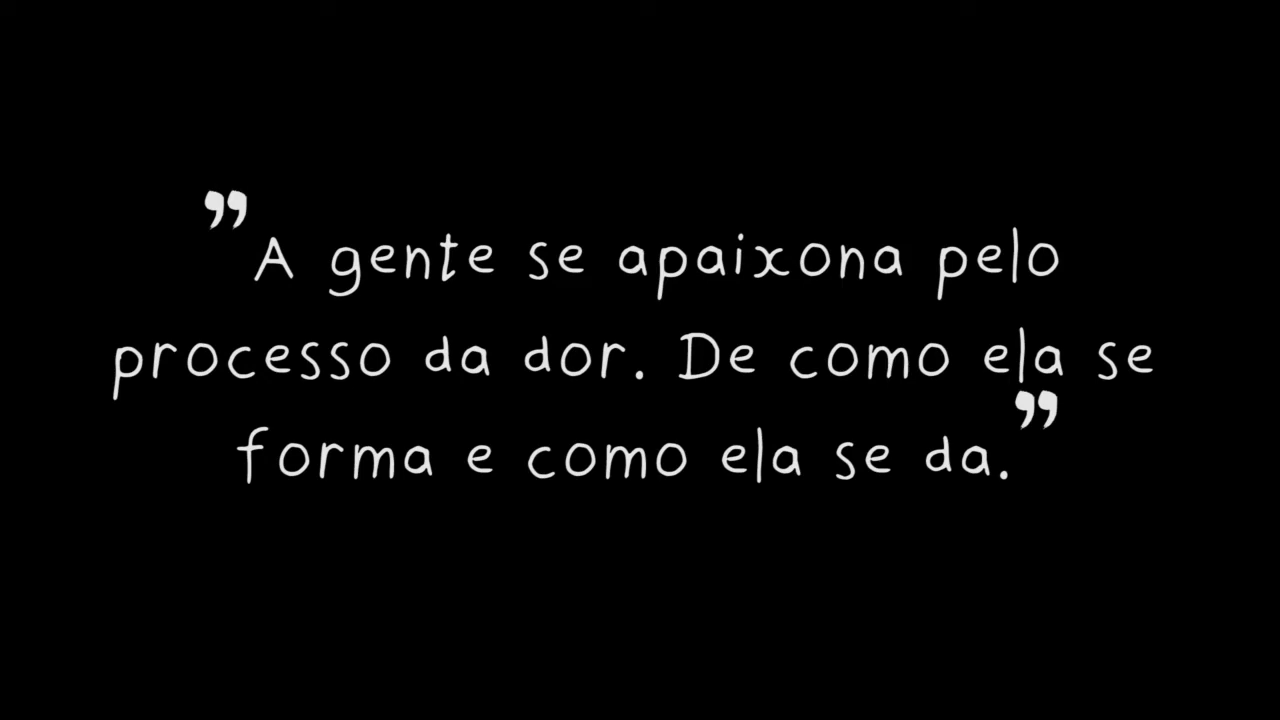 ”A gente se apaixona pelo
processo da dor. De como ela se
forma e como ela se da.”